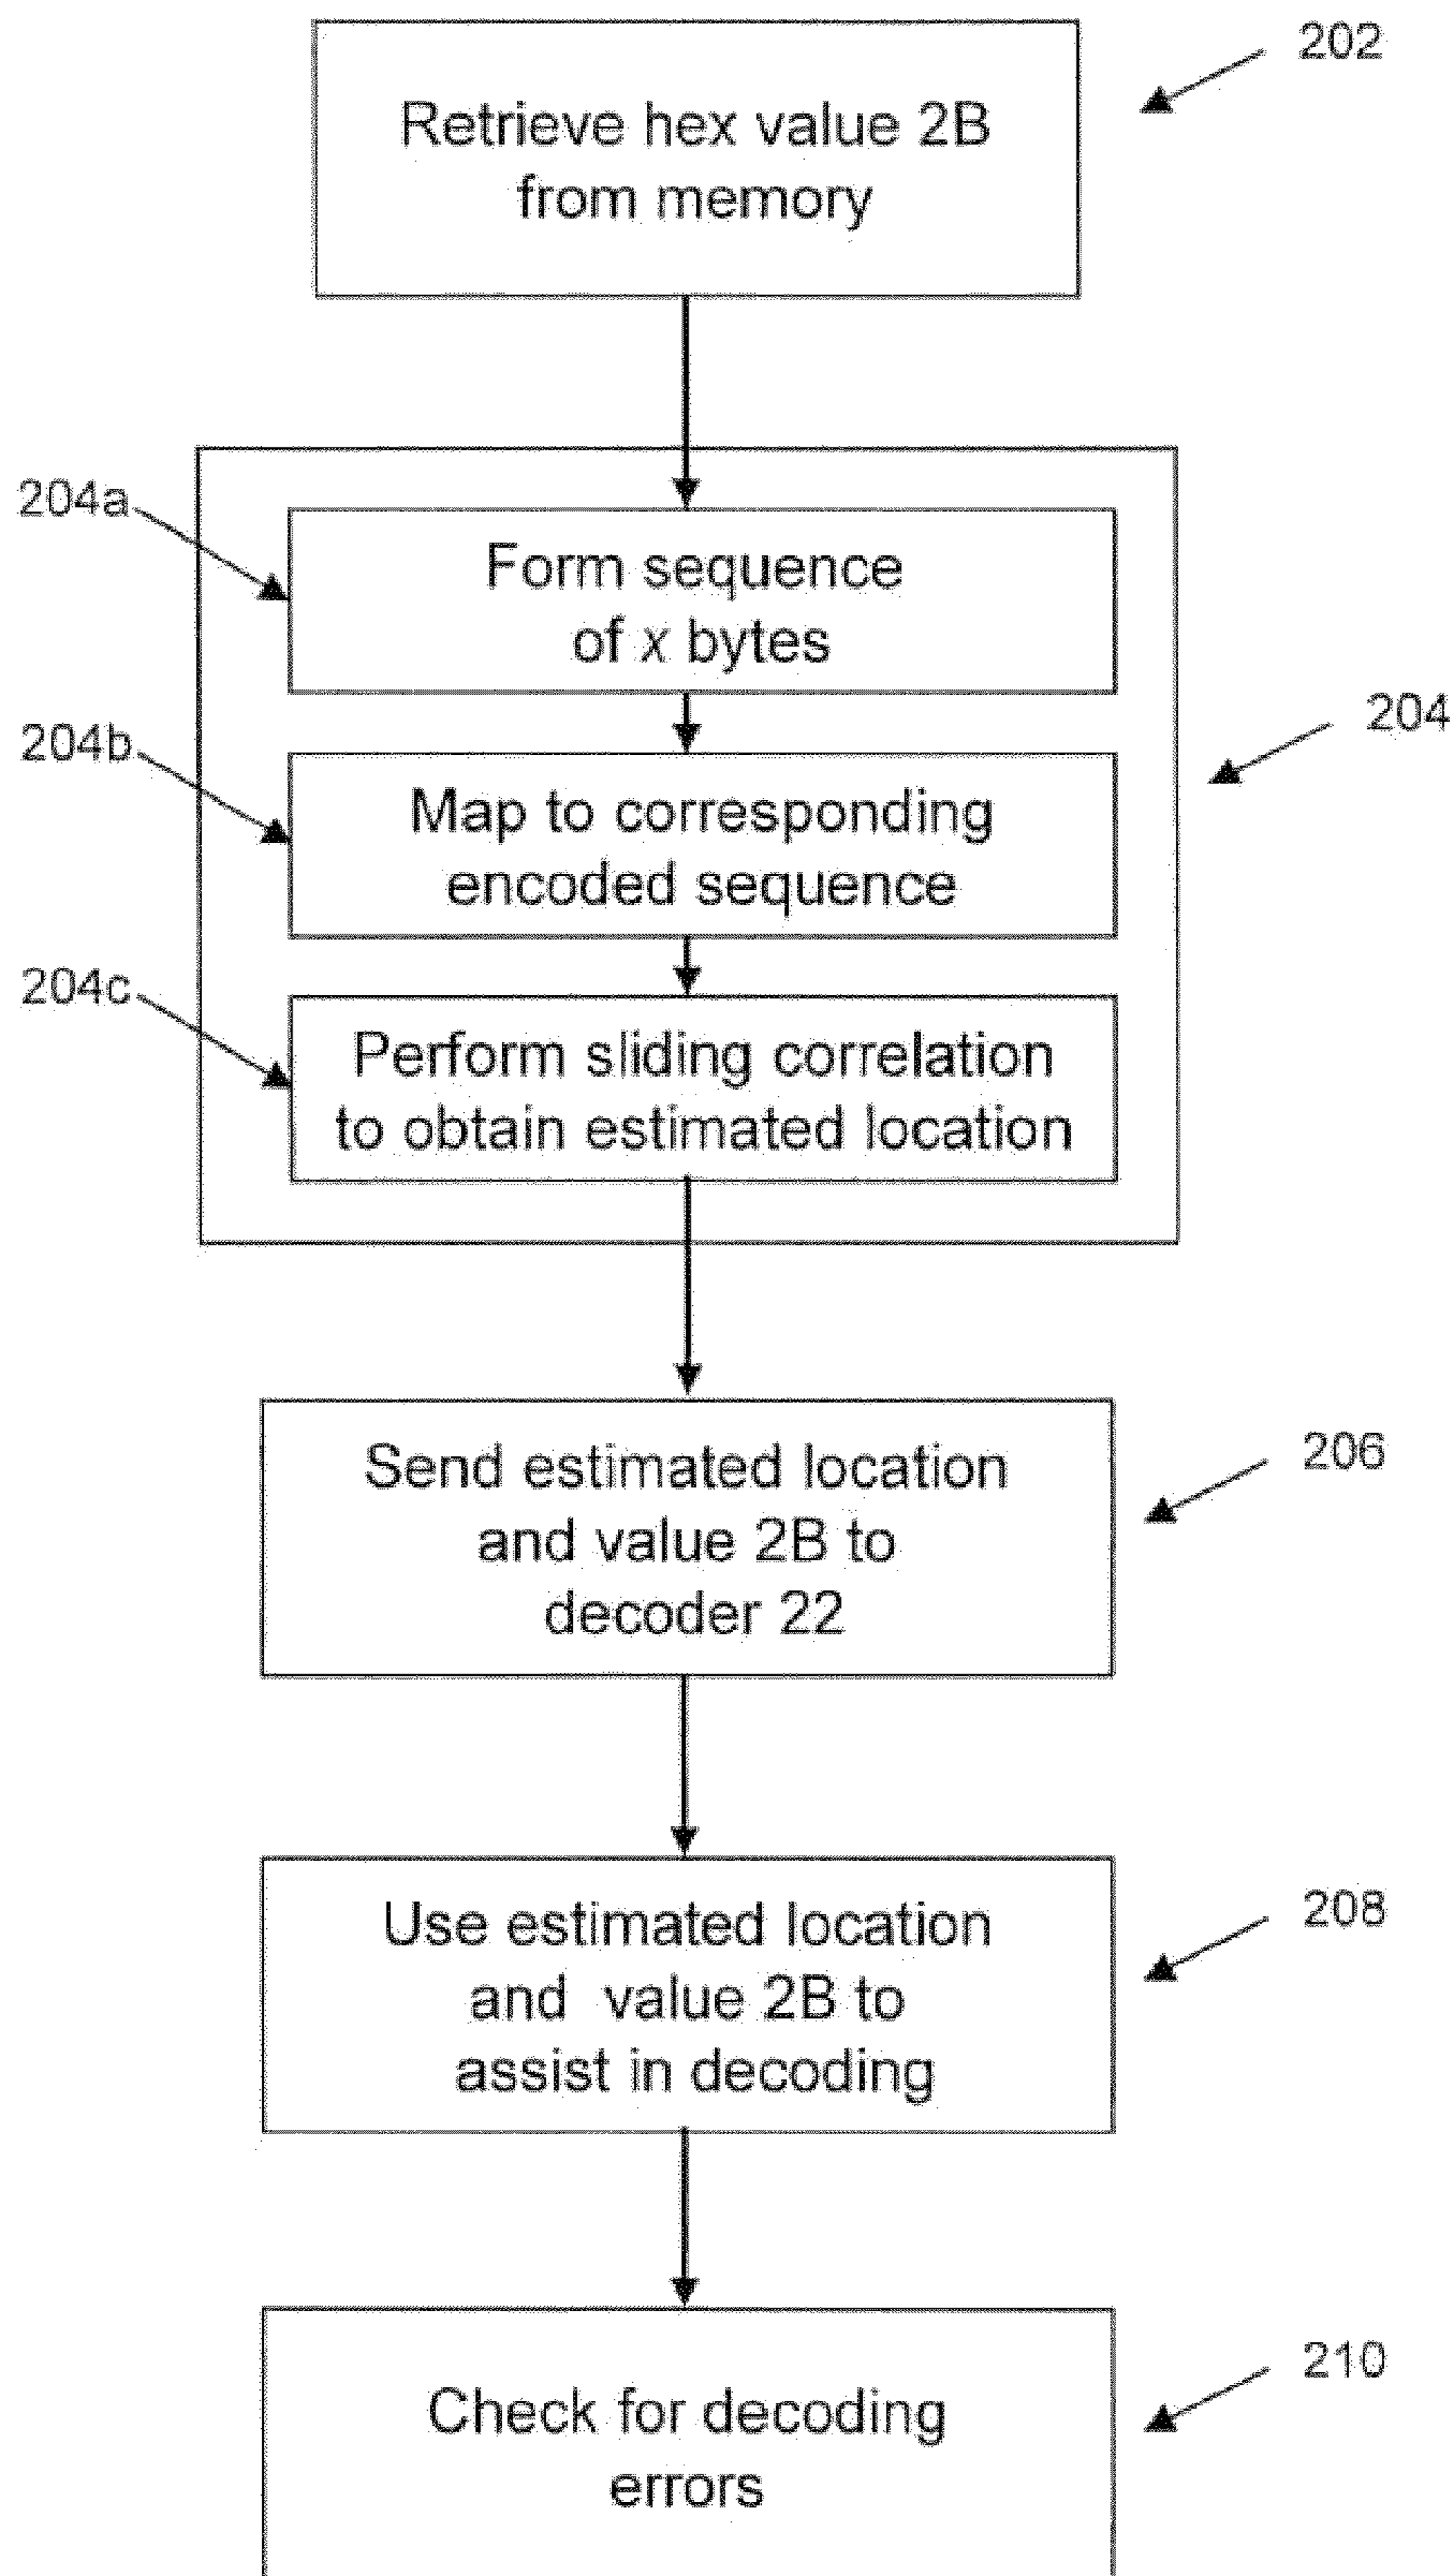 Retrieve hex value 2B
from memory
202
204a
Form sequence
of x bytes
204b
Map to corresponding
encoded sequence
204
204c
Perform sliding correlation
to obtain estimated location
Send estimated location
and value 2B to
decoder 22
206
Use estimated location
and value 2B to
assist in decoding
208
Check for decoding
errors
210